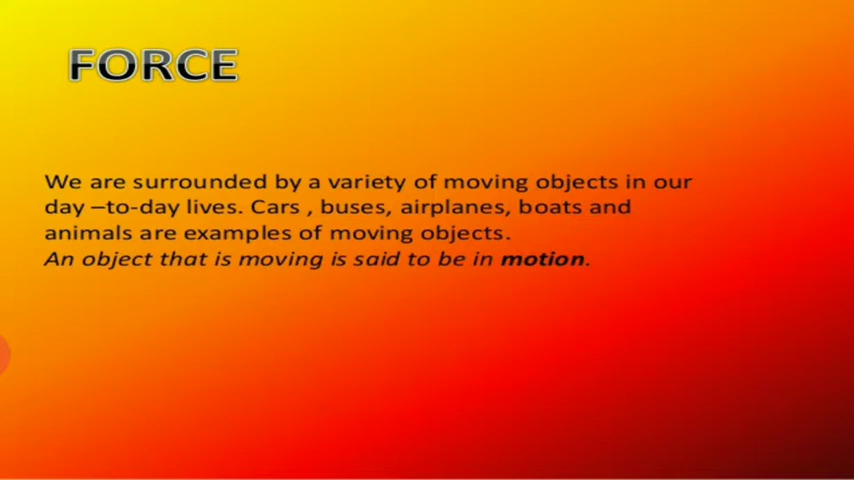 FORCE
We are surrounded by a variety of moving objects in our
day –to-day lives. Cars , buses, airplanes, boats and
animals are examples of moving objects.
An object that is moving is said to be in motion.